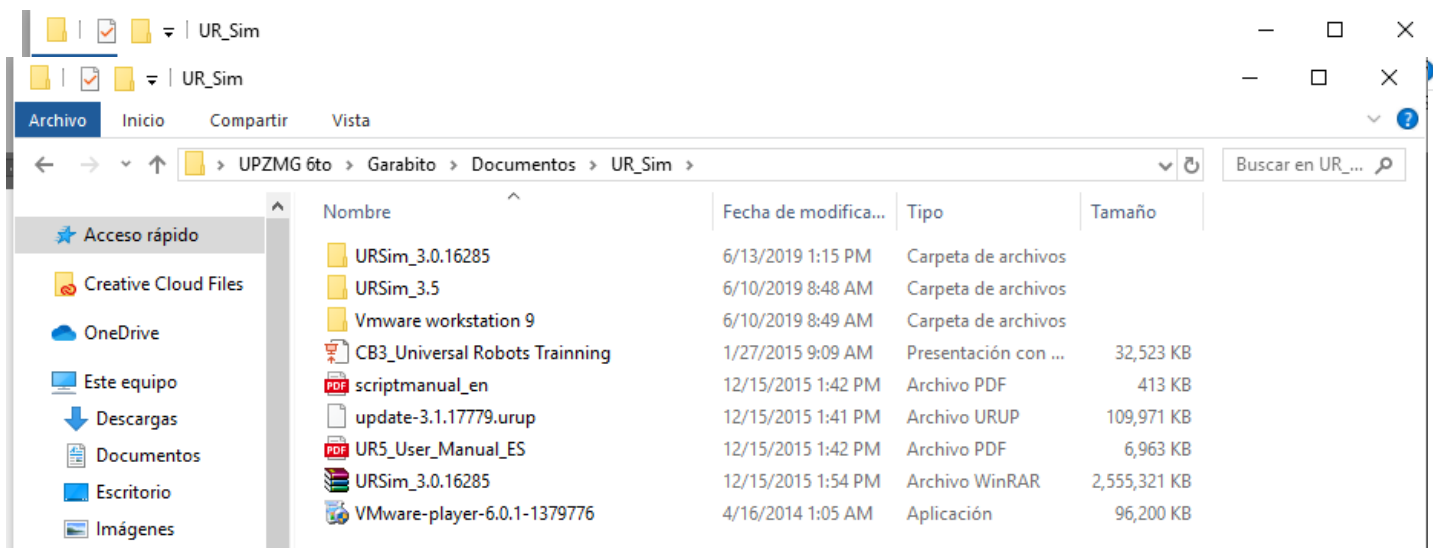 UR_Sim
UR_Sim
Archivo Inicio Compartir Vista
UPZMG 6to > Garabito > Documentos > UR_Sim > Buscar en UR_...
Nombre Fecha de modifica... Tipo Tamaño
Acceso rápido
URSim_3.0.16285 6/13/2019 1:15 PM Carpeta de archivos
Creative Cloud Files
URSim_3.5 6/10/2019 8:48 AM Carpeta de archivos
Vmware workstation 9 6/10/2019 8:49 AM Carpeta de archivos
OneDrive
CB3_Universal Robots Trainning 1/27/2015 9:09 AM Presentación con ... 32,523 KB
Este equipo
PDF scriptmanual_en 12/15/2015 1:42 PM Archivo PDF 413 KB
Descargas
update-3.1.17779.urup 12/15/2015 1:41 PM Archivo URUP 109,971 KB
Documentos
PDF UR5_User_Manual_ES 12/15/2015 1:42 PM Archivo PDF 6,963 KB
Escritorio
URSim_3.0.16285 12/15/2015 1:54 PM Archivo WinRAR 2,555,321 KB
Imágenes
VMware-player-6.0.1-1379776 4/16/2014 1:05 AM Aplicación 96,200 KB